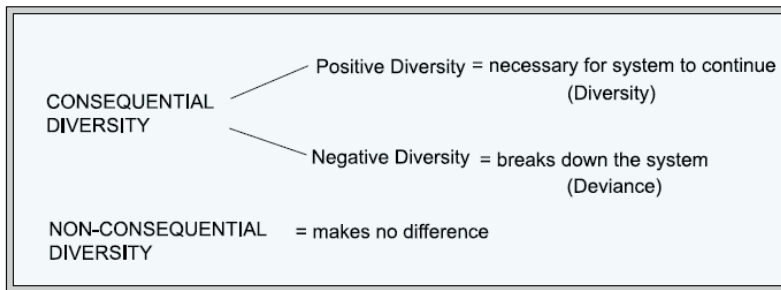 Positive Diversity = necessary for system to continue
(Diversity)
CONSEQUENTIAL
DIVERSITY
Negative Diversity = breaks down the system
(Deviance)
NON-CONSEQUENTIAL = makes no difference
DIVERSITY